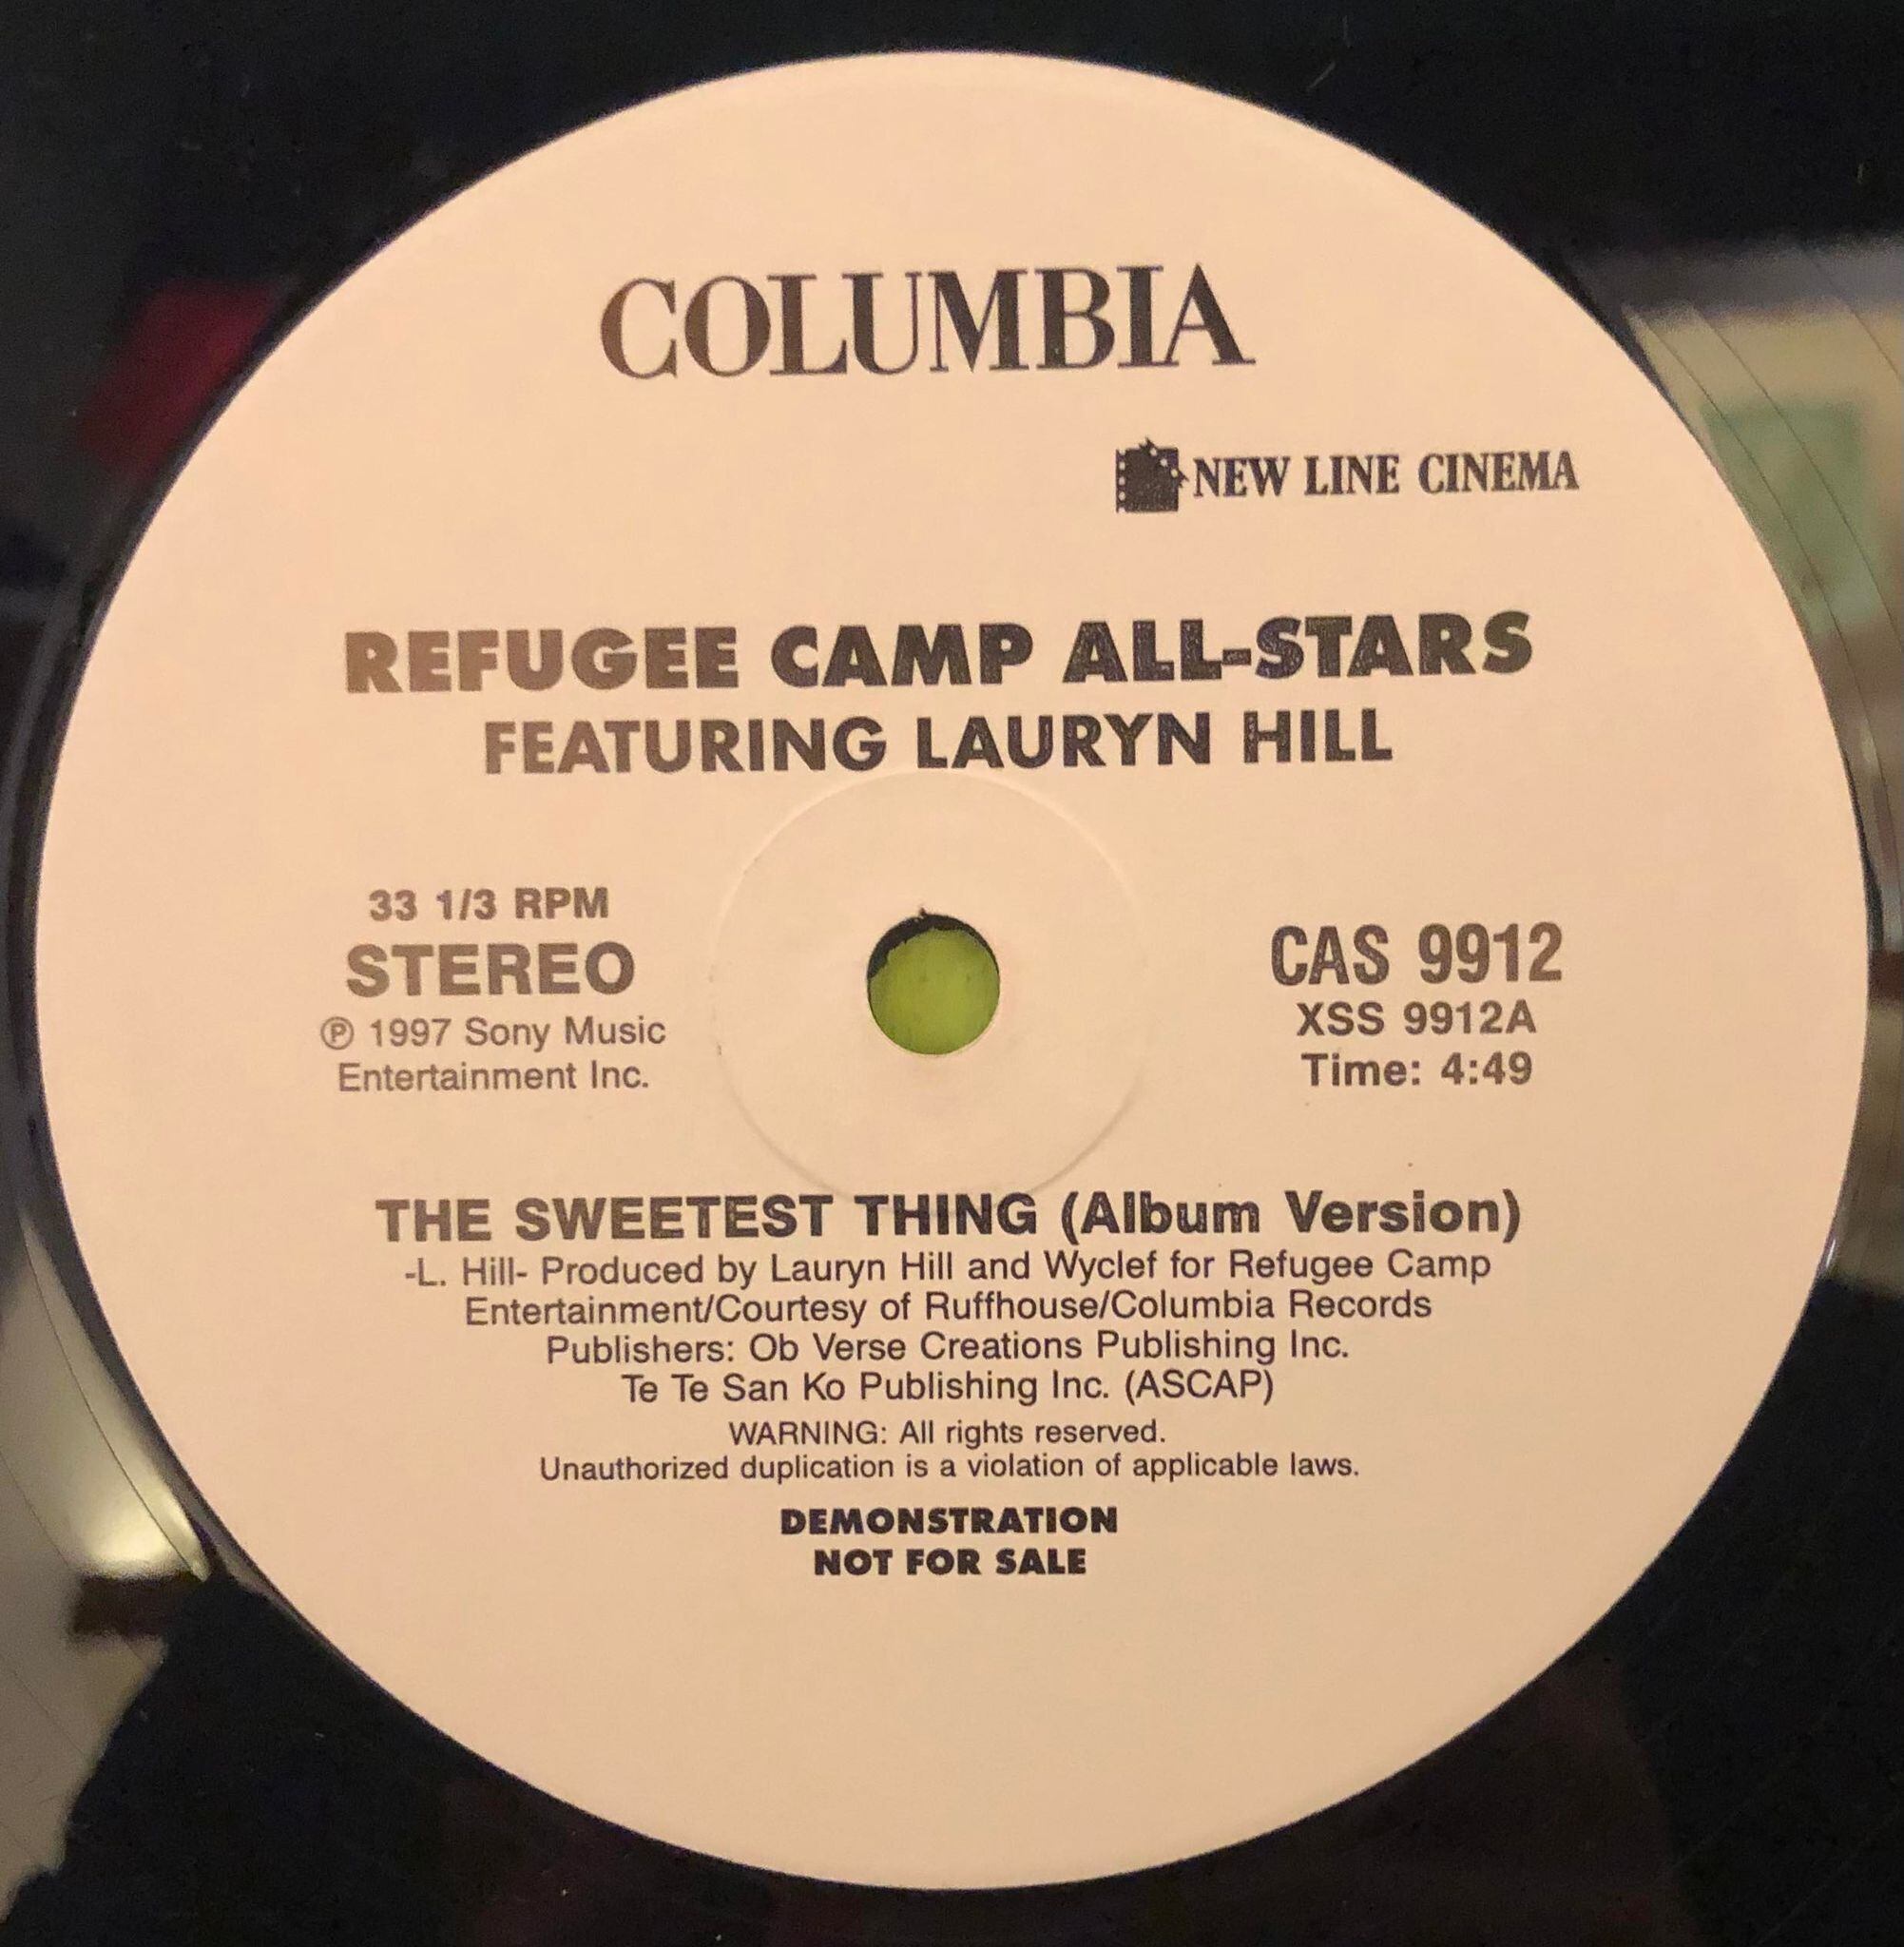 COLUMBIA
NEW LINE CINEMA
REFUGEE CAMP ALL-STARS
FEATURING LAURYN HILL
33 1/3 RPM
STEREO
℗ 1997 Sony Music
Entertainment Inc.
CAS 9912
XSS 9912A
Time: 4:49
THE SWEETEST THING (Album Version)
-L. Hill- Produced by Lauryn Hill and Wyclef for Refugee Camp
Entertainment/Courtesy of Ruffhouse/Columbia Records
Publishers: Ob Verse Creations Publishing Inc.
Te Te San Ko Publishing Inc. (ASCAP)
WARNING: All rights reserved.
Unauthorized duplication is a violation of applicable laws.
DEMONSTRATION
NOT FOR SALE